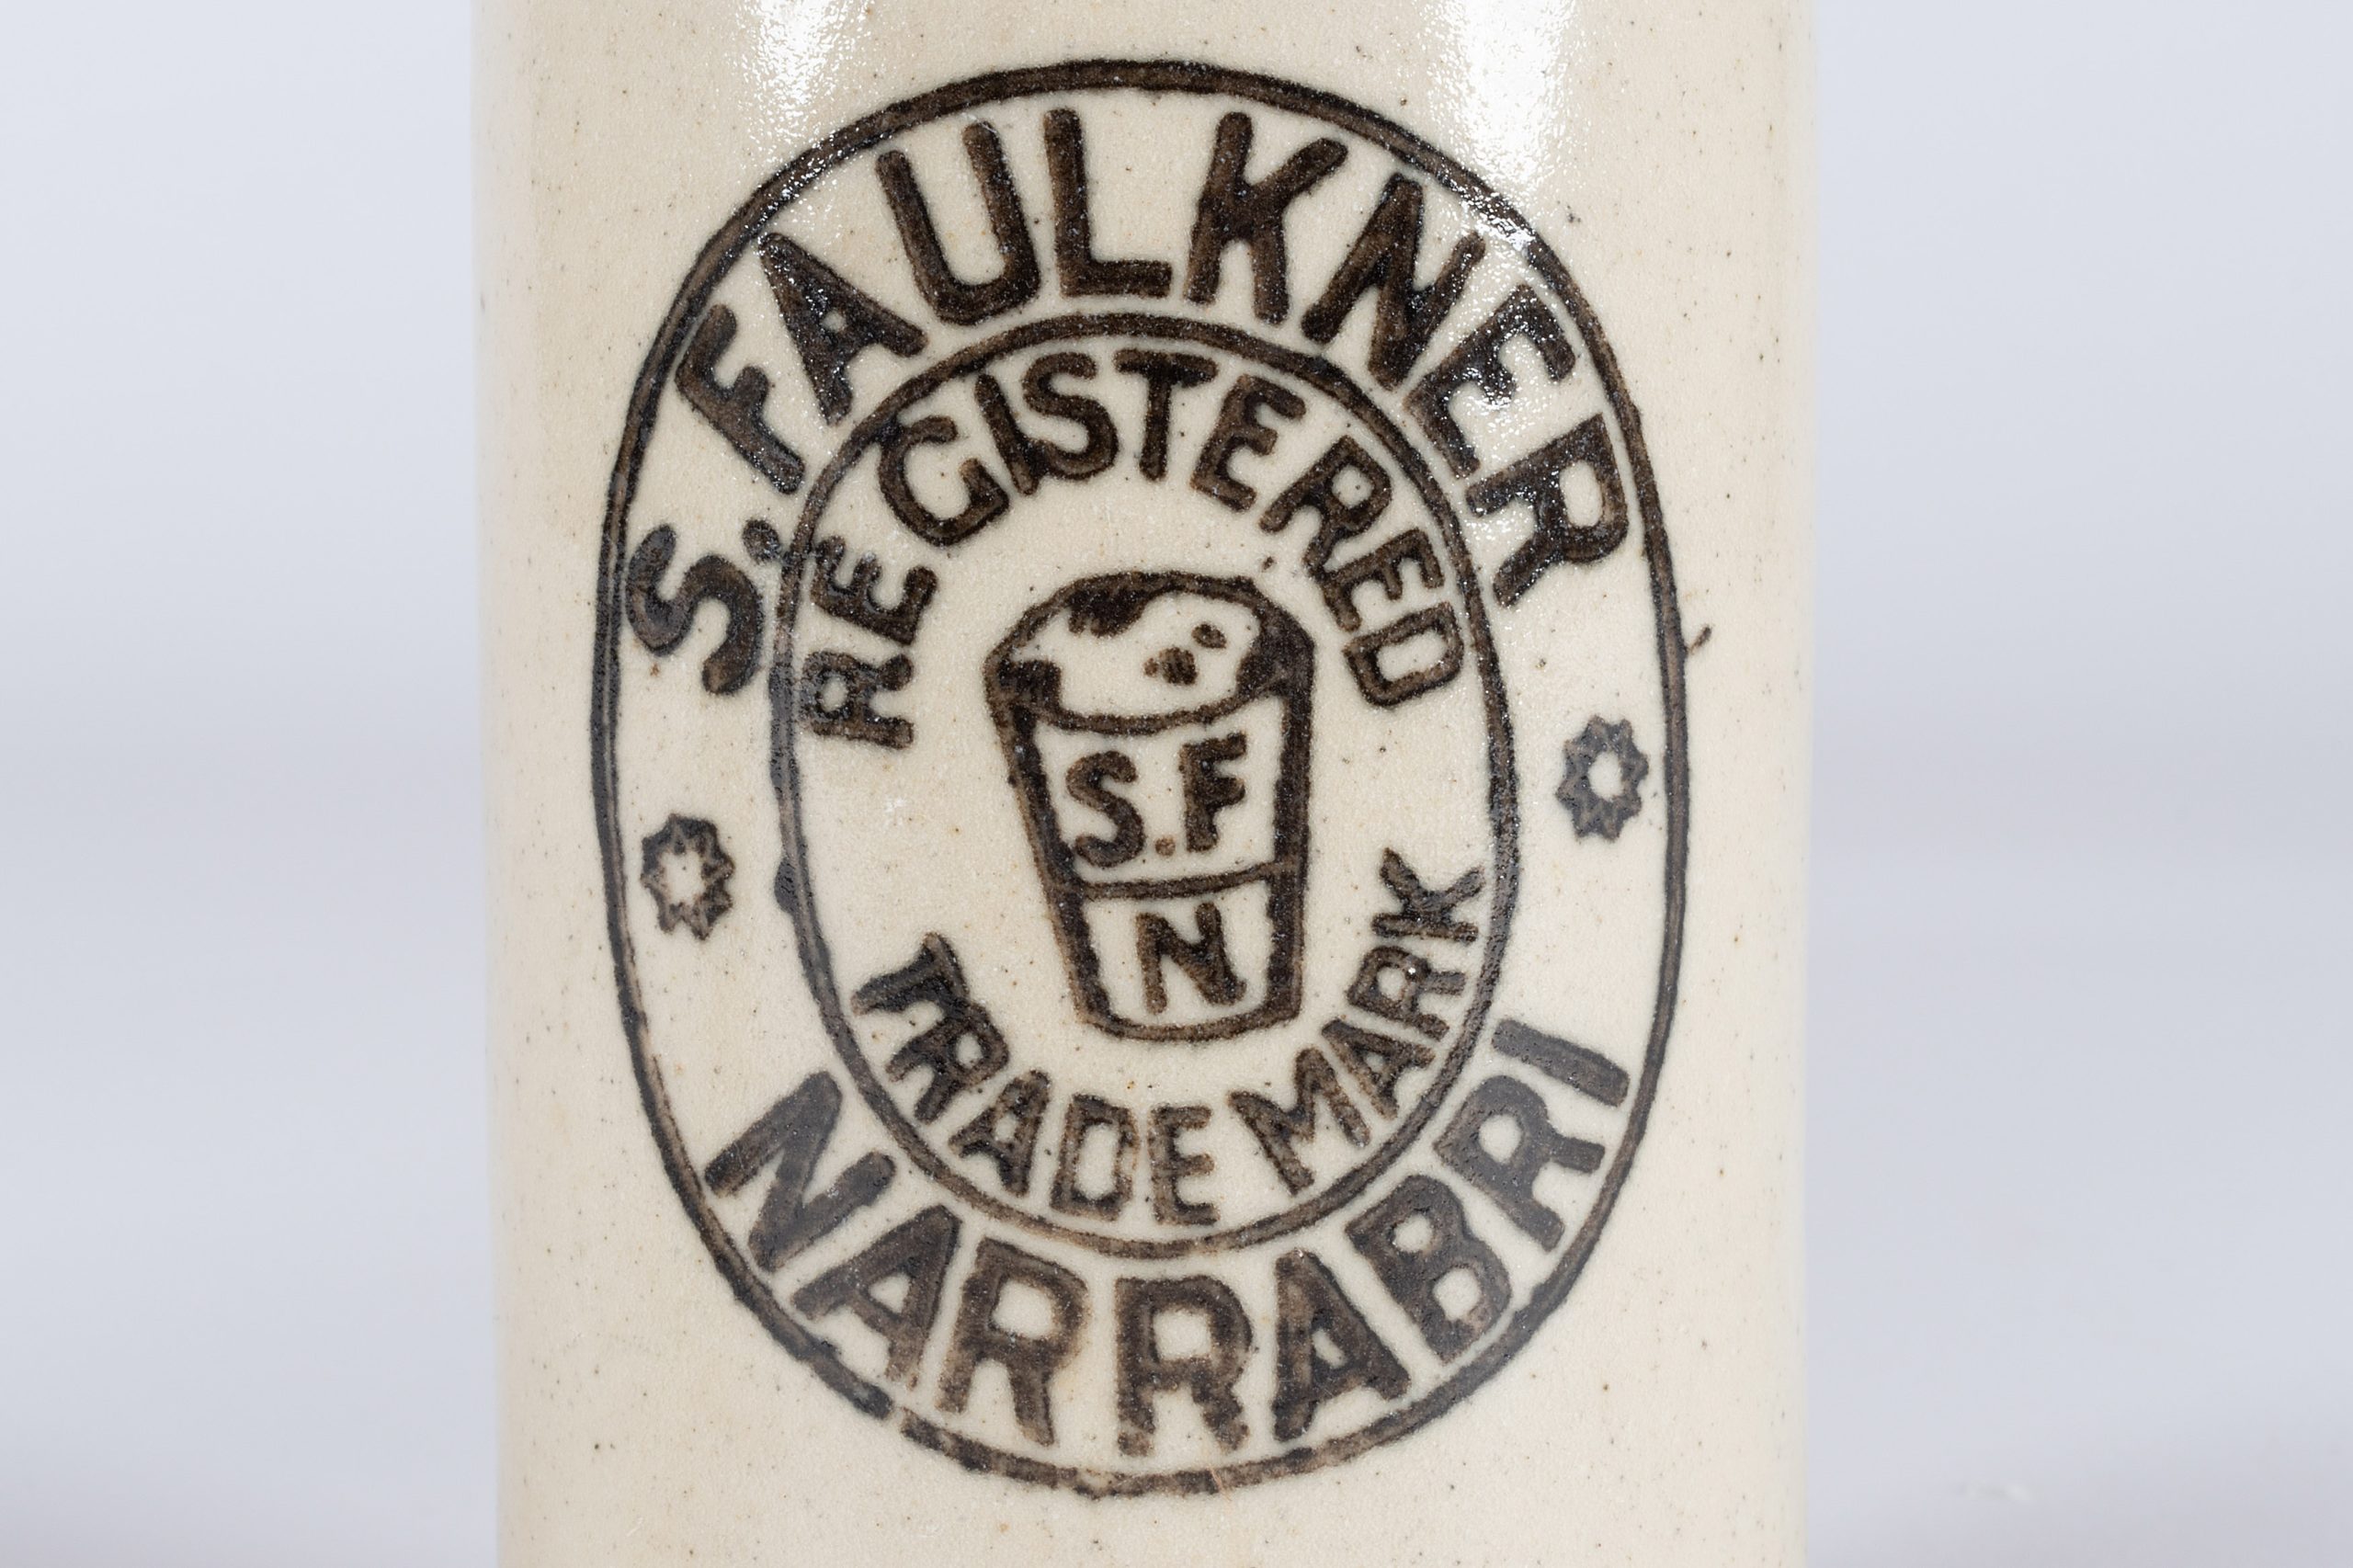 S. FAULKNER
REGISTERED
S.F
N
TRADE MARK
NARRABRI